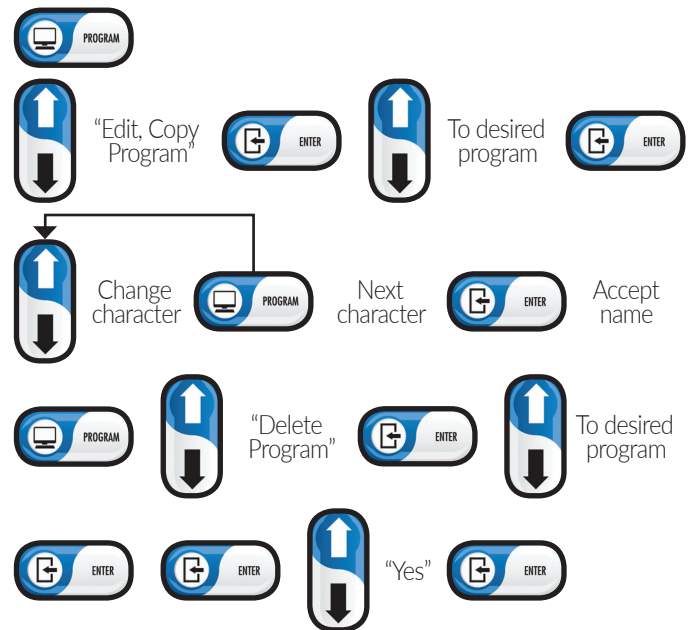 PROGRAM
“Edit, Copy
Program”
ENTER
To desired
program
ENTER
Change
character
PROGRAM
Next
character
ENTER
Accept
name
PROGRAM
“Delete
Program”
ENTER
To desired
program
ENTER
ENTER
“Yes”
ENTER